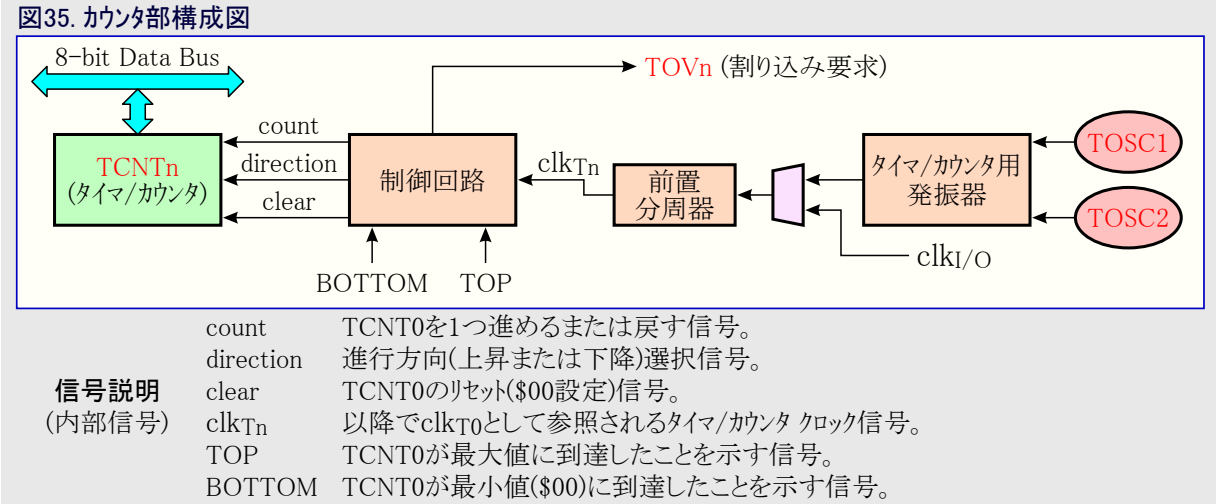 図35. カウンタ部構成図
8-bit Data Bus
TOVn (割り込み要求)
count
direction
clear
TCNTn
(タイマ/カウンタ)
制御回路
clkTn
前置
分周器
タイマ/カウンタ用
発振器
TOSC1
TOSC2
clkI/O
BOTTOM
TOP
信号説明
(内部信号)
count TCNT0を1つ進めるまたは戻す信号。
direction 進行方向(上昇または下降)選択信号。
clear TCNT0のリセット($00設定)信号。
clkTn 以降でclkT0として参照されるタイマ/カウンタ クロック信号。
TOP TCNT0が最大値に到達したことを示す信号。
BOTTOM TCNT0が最小値($00)に到達したことを示す信号。